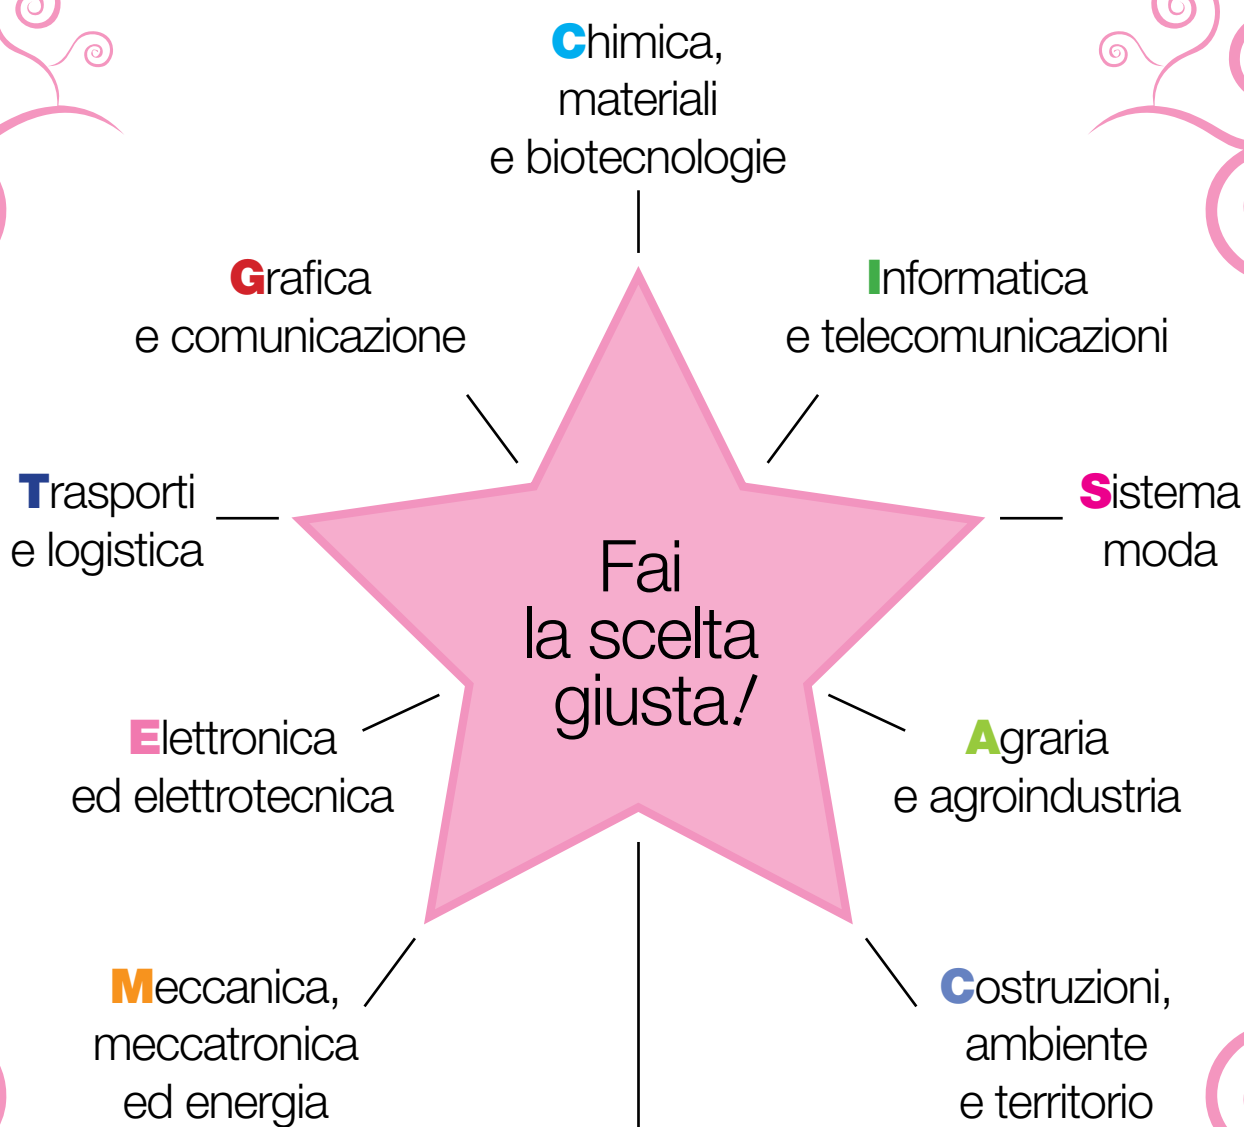 Chimica,
materiali
e biotecnologie
Grafica
e comunicazione
Informatica
e telecomunicazioni
Trasporti
e logistica
Sistema
moda
Fai
la scelta
giusta!
Elettronica
ed elettrotecnica
Agraria
e agroindustria
Meccanica,
meccatronica
ed energia
Costruzioni,
ambiente
e territorio